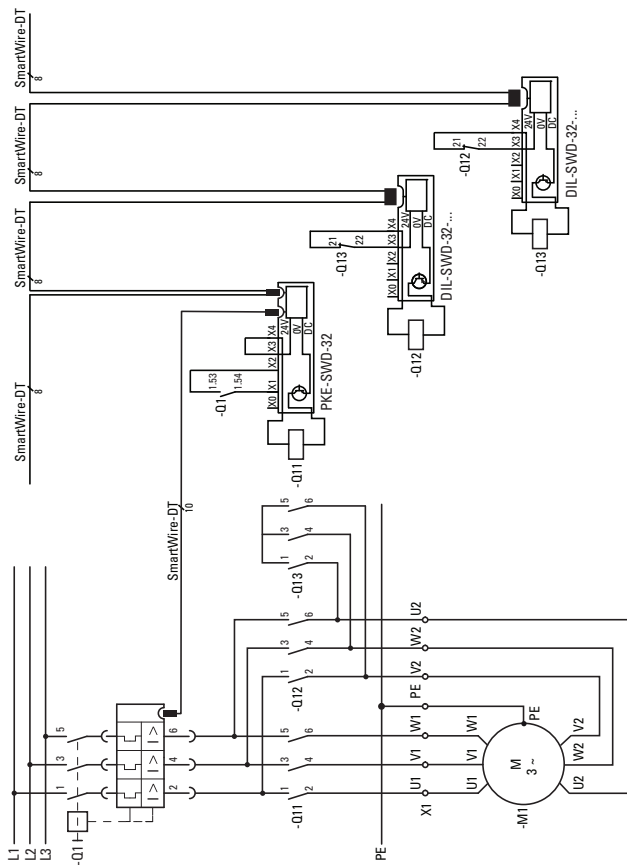 SmartWire-DT
8
SmartWire-DT
8
SmartWire-DT
8
SmartWire-DT
8
-Q12
21
22
X0
X1
X2
X3
X4
24V
0V
DC
DIL-SWD-32-...
-Q13
-Q13
21
22
X0
X1
X2
X3
X4
24V
0V
DC
DIL-SWD-32-...
-Q12
-Q1
1.53
1.54
X0
X1
X2
X3
X4
24V
0V
DC
PKE-SWD-32
-Q11
SmartWire-DT
10
L1
L2
L3
-Q1
1
3
5
I>
I>
I>
2
4
6
-Q13
1
3
5
2
4
6
-Q12
1
3
5
2
4
6
-Q11
1
3
5
2
4
6
PE
X1
U1
V1
W1
PE
V2
W2
U2
U1
V1
W1
PE
-M1
M
3 ~
U2
W2
V2